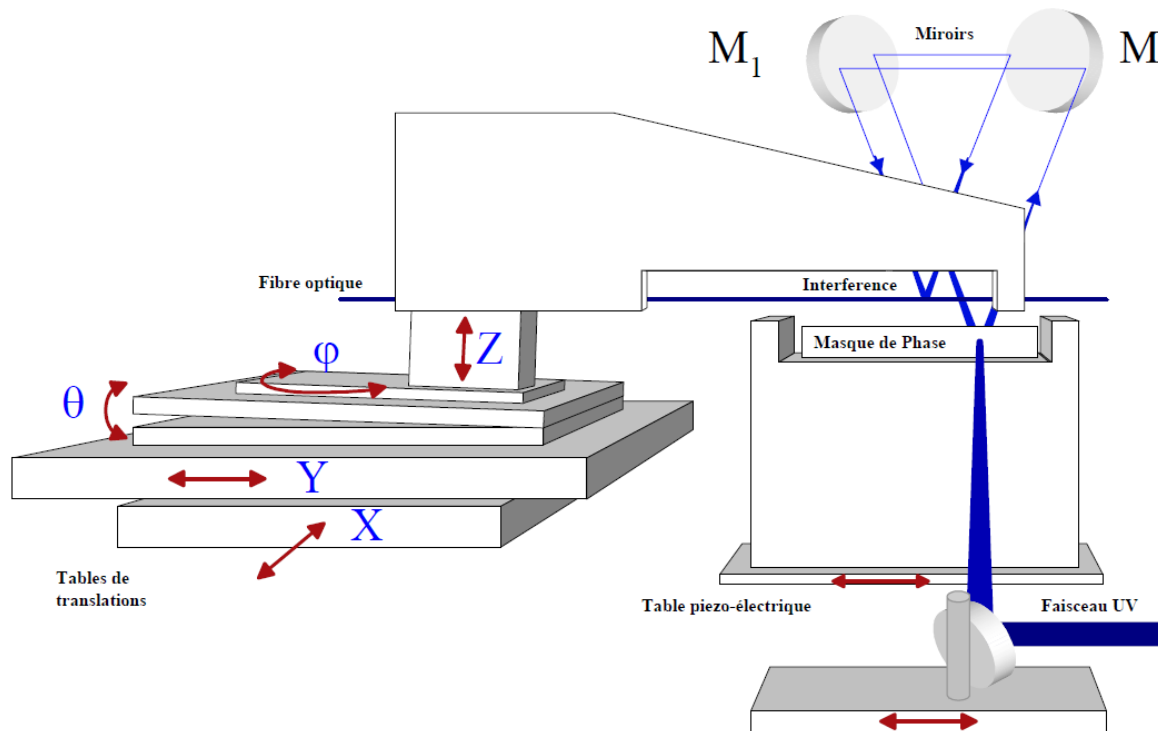 Miroirs
M1
M
Fibre optique
Interference
Z
Masque de Phase
φ
θ
Y
X
Tables de
translations
Table piezo-électrique
Faisceau UV